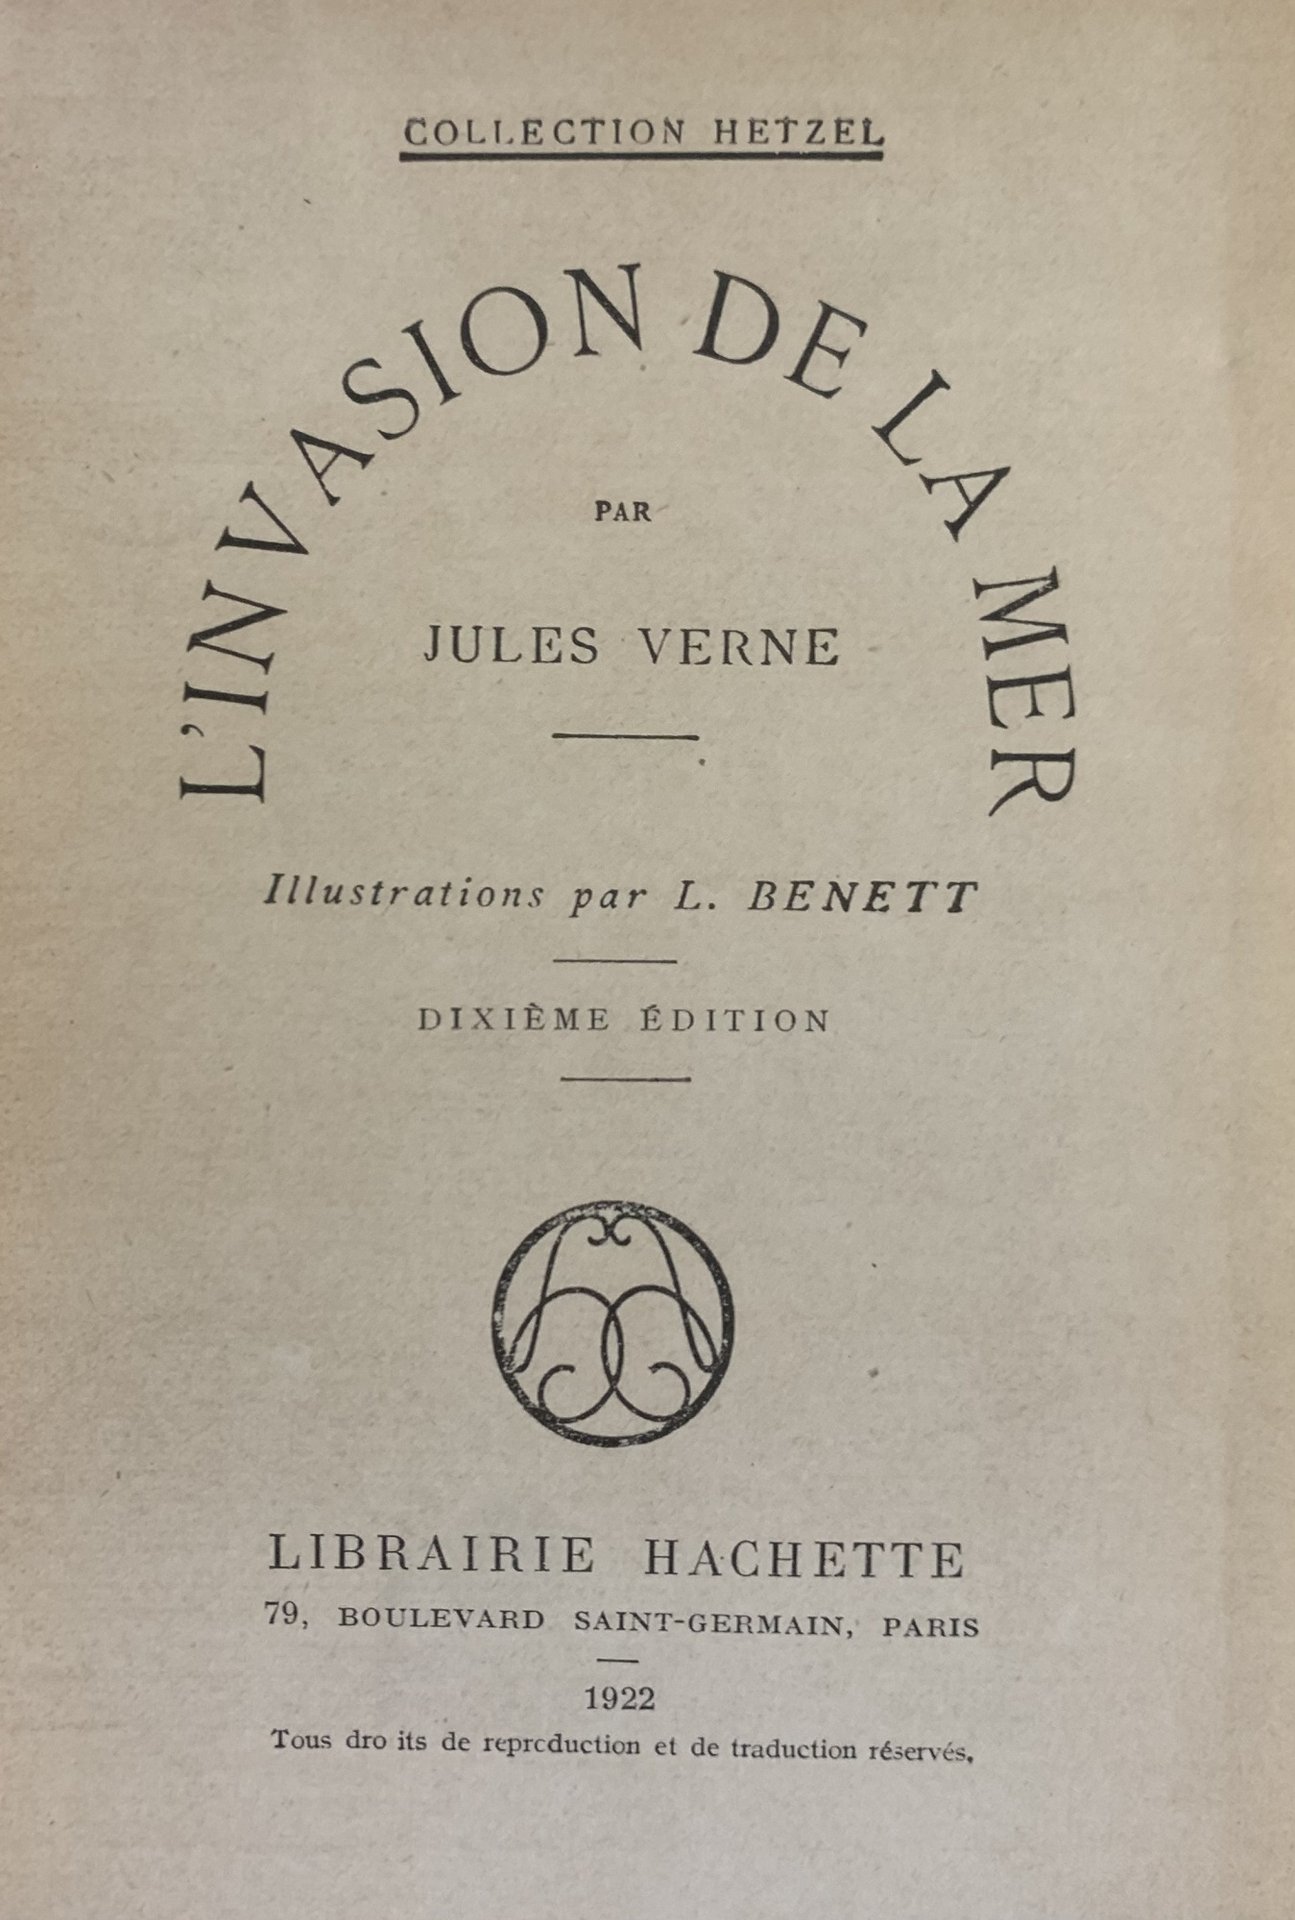 COLLECTION HETZEL
L'INVASION DE LA MER
PAR
JULES VERNE
Illustrations par L. BENETT
DIXIÈME ÉDITION
LIBRAIRIE HACHETTE
79, BOULEVARD SAINT-GERMAIN, PARIS
1922
Tous dro its de reprcduction et de traduction réservés.